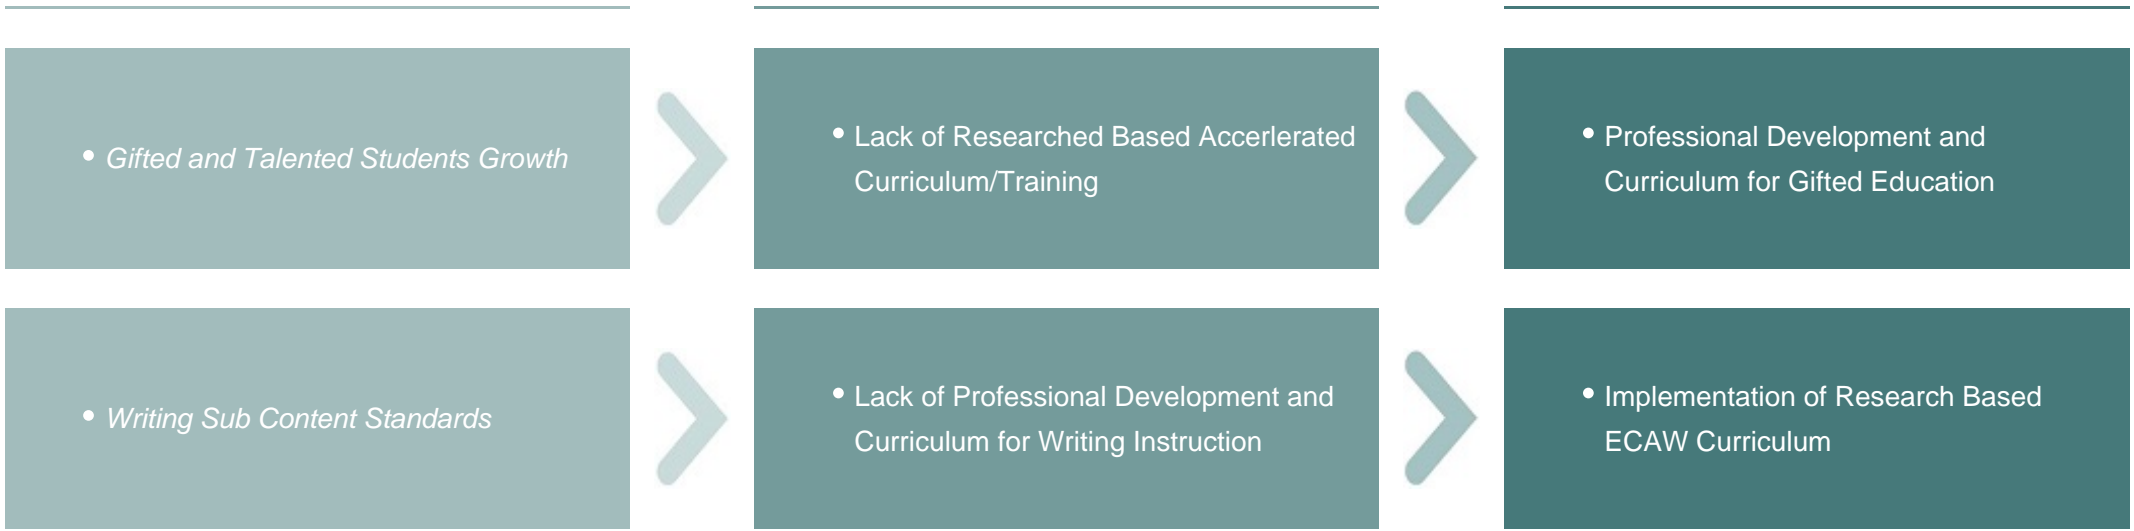 • Gifted and Talented Students Growth
• Lack of Researched Based Accerlerated
Curriculum/Training
• Professional Development and
Curriculum for Gifted Education
• Writing Sub Content Standards
• Lack of Professional Development and
Curriculum for Writing Instruction
• Implementation of Research Based
ECAW Curriculum